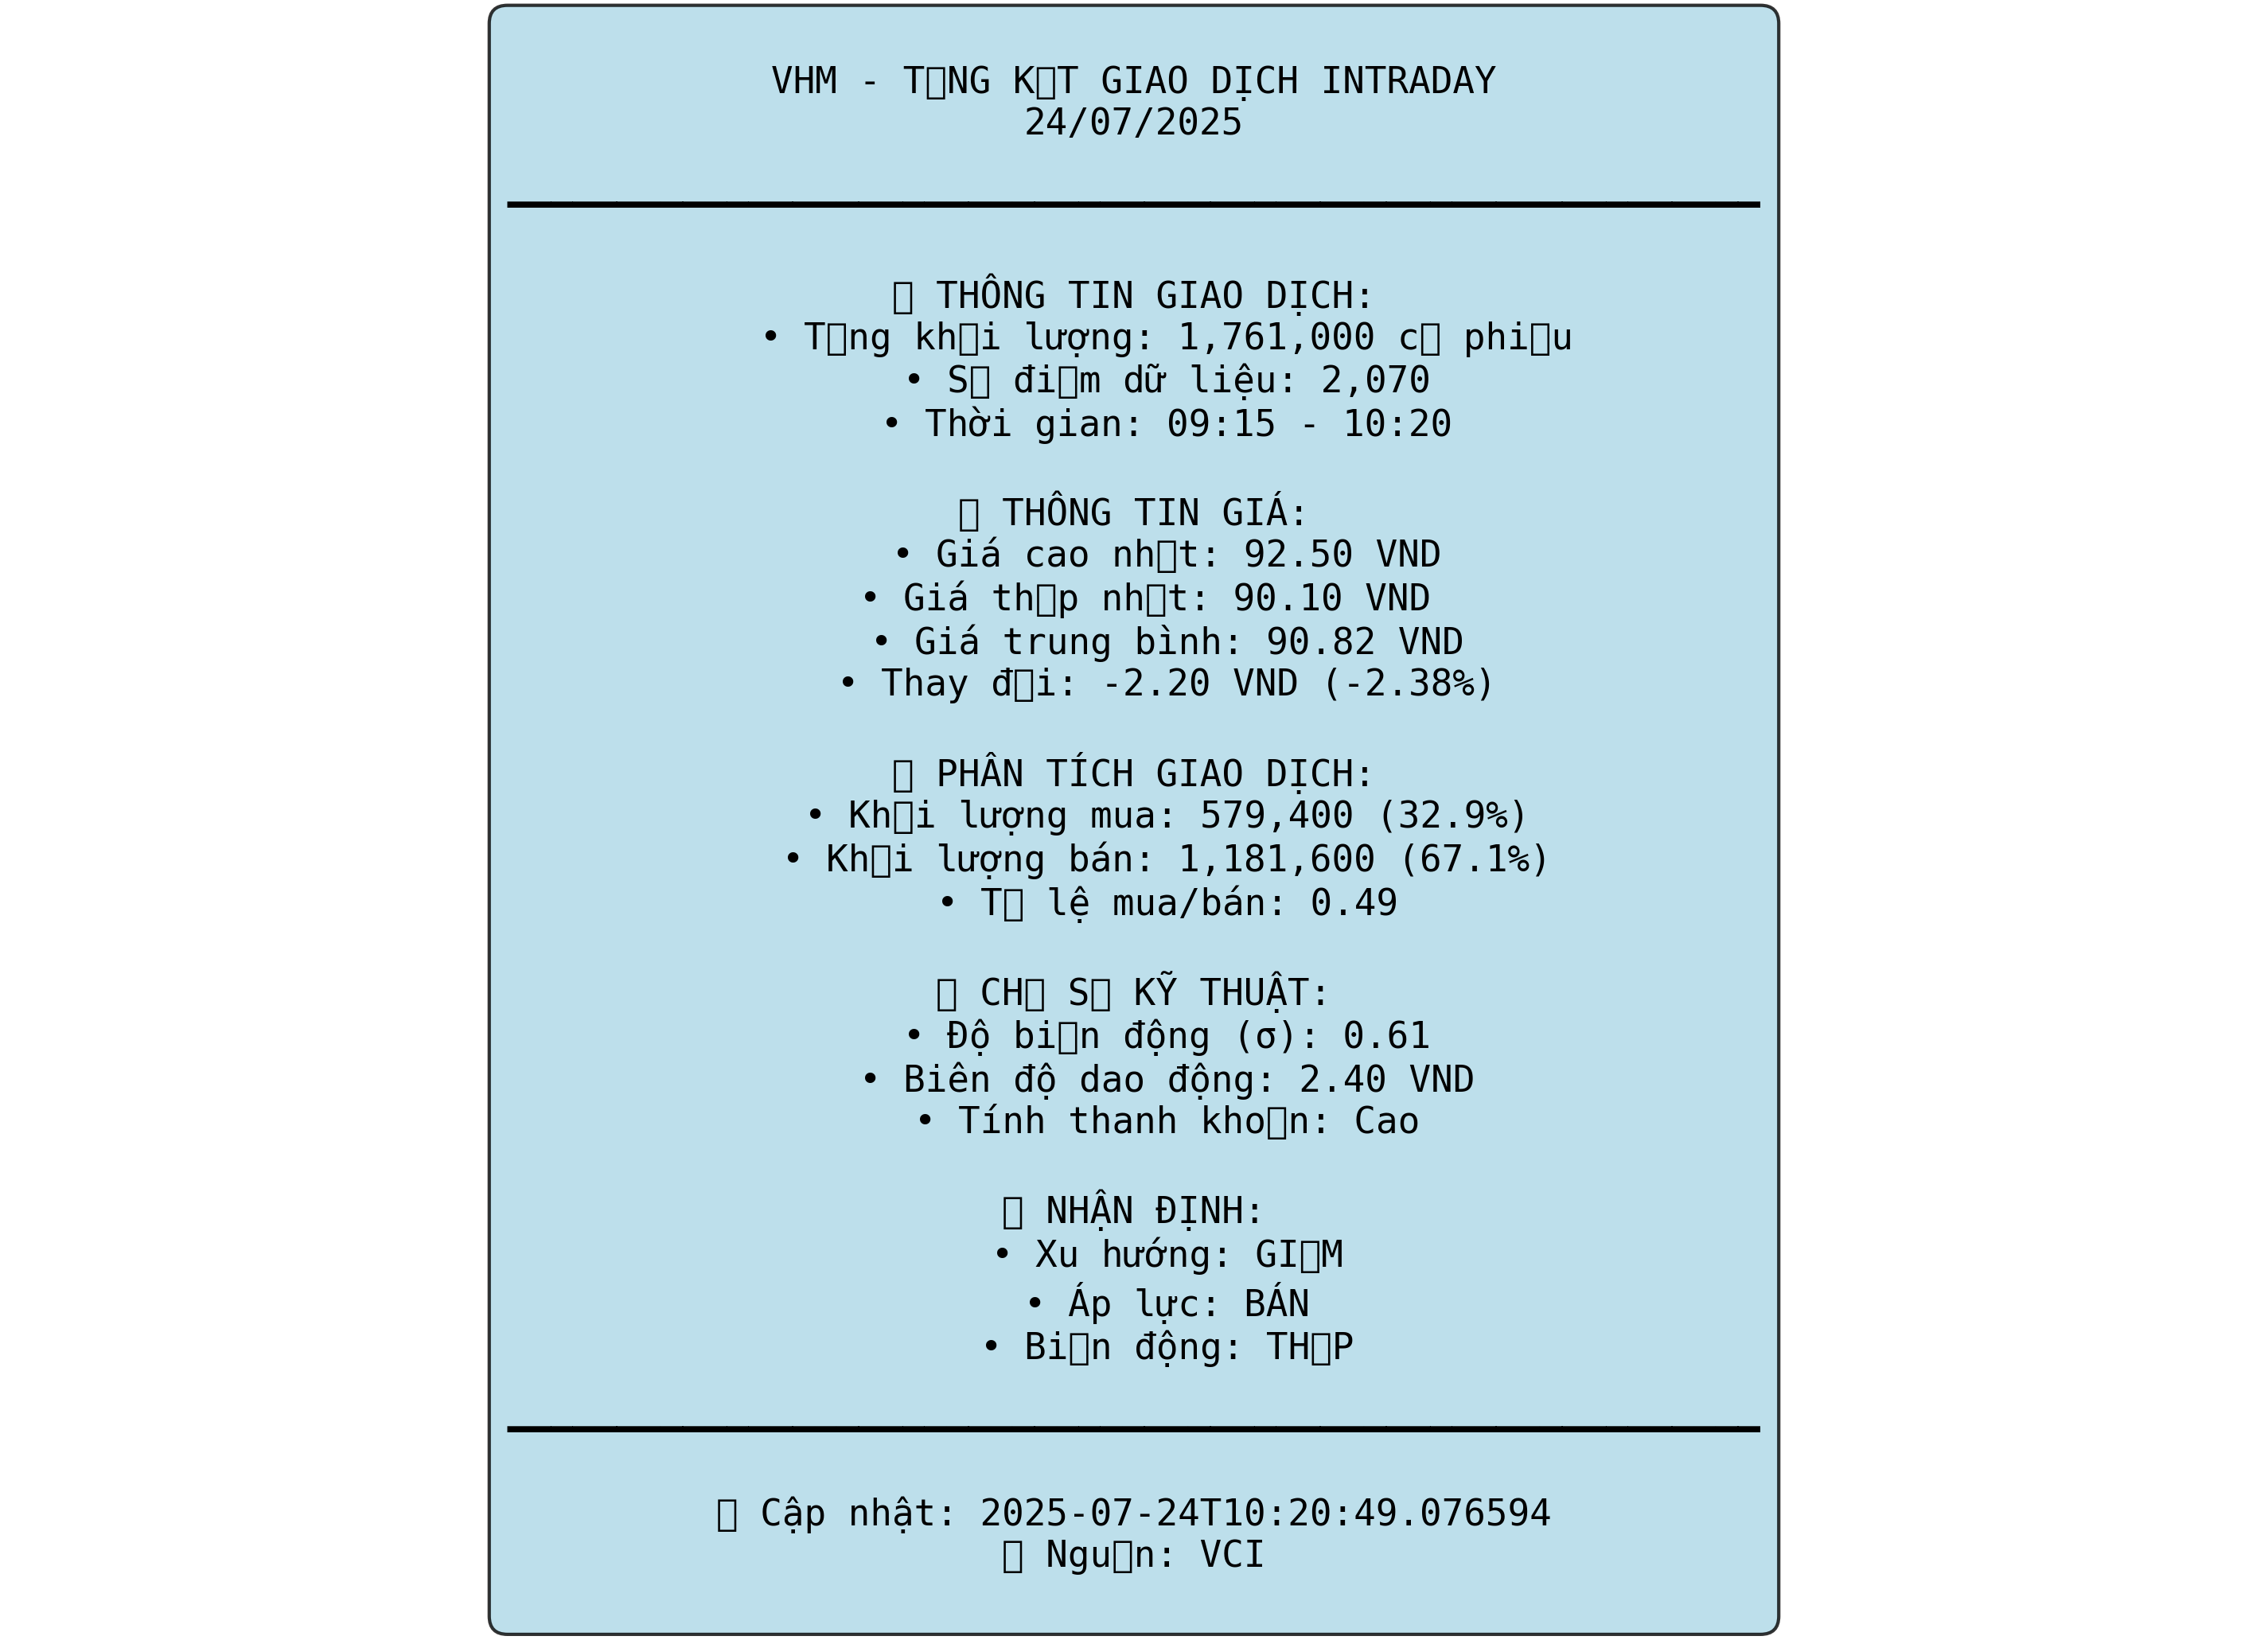 VHM - T▯NG K▯T GIAO DỊCH INTRADAY
24/07/2025
▯ THÔNG TIN GIAO DỊCH:
• T▯ng kh▯i lượng: 1,761,000 c▯ phi▯u
• S▯ đi▯m dữ liệu: 2,070
• Thời gian: 09:15 - 10:20
▯ THÔNG TIN GIÁ:
• Giá cao nh▯t: 92.50 VND
• Giá th▯p nh▯t: 90.10 VND
• Giá trung bình: 90.82 VND
• Thay đ▯i: -2.20 VND (-2.38%)
▯ PHÂN TÍCH GIAO DỊCH:
• Kh▯i lượng mua: 579,400 (32.9%)
• Kh▯i lượng bán: 1,181,600 (67.1%)
• T▯ lệ mua/bán: 0.49
▯ CH▯ S▯ KỸ THUẬT:
• Độ bi▯n động (σ): 0.61
• Biên độ dao động: 2.40 VND
• Tính thanh kho▯n: Cao
▯ NHẬN ĐỊNH:
• Xu hướng: GI▯M
• Áp lực: BÁN
• Bi▯n động: TH▯P
▯ Cập nhật: 2025-07-24T10:20:49.076594
▯ Ngu▯n: VCI